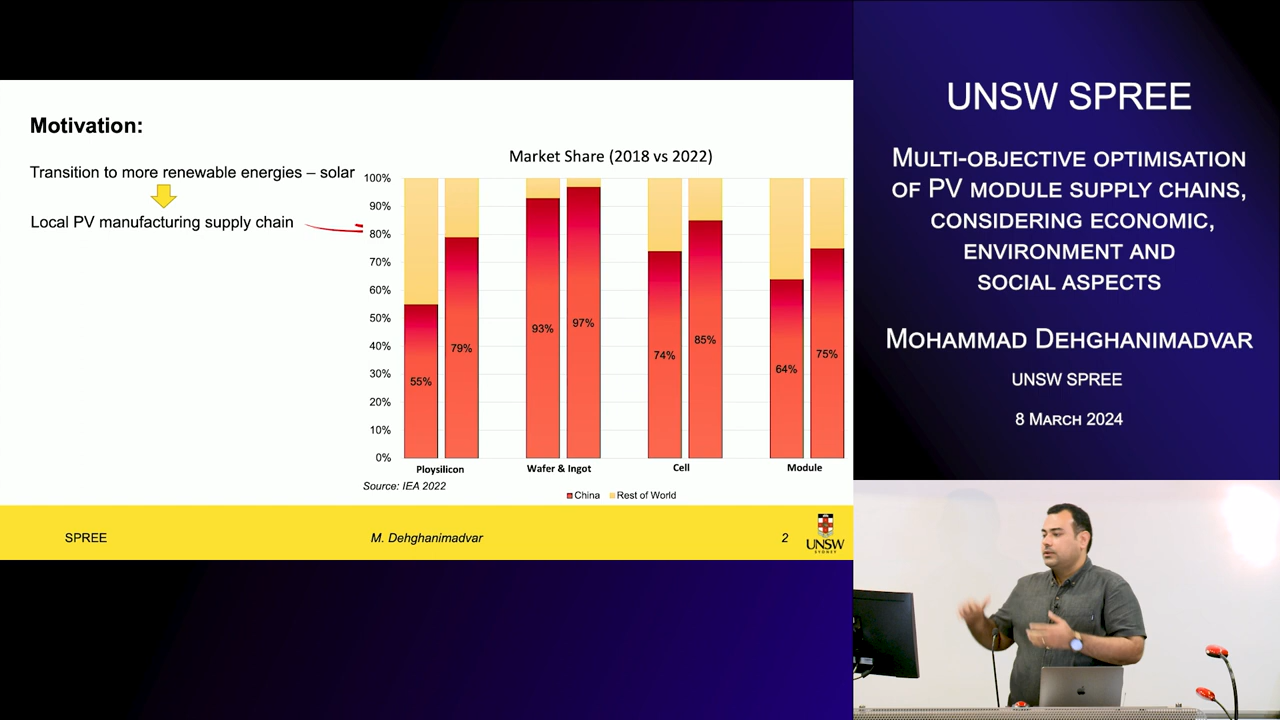 Motivation:
Transition to more renewable energies – solar
Local PV manufacturing supply chain
Market Share (2018 vs 2022)
100%
90%
80%
70%
60%
50%
40%
30%
20%
10%
0%
55%
79%
93%
97%
74%
85%
64%
75%
Ploysilicon
Wafer & Ingot
Cell
Module
Source: IEA 2022
China
Rest of World
SPREE
M. Dehghanimadvar
2
UNSW
SYDNEY
UNSW SPREE
Multi-objective optimisation
of PV module supply chains,
considering economic,
environment and
social aspects
Mohammad Dehghanimadvar
UNSW SPREE
8 March 2024